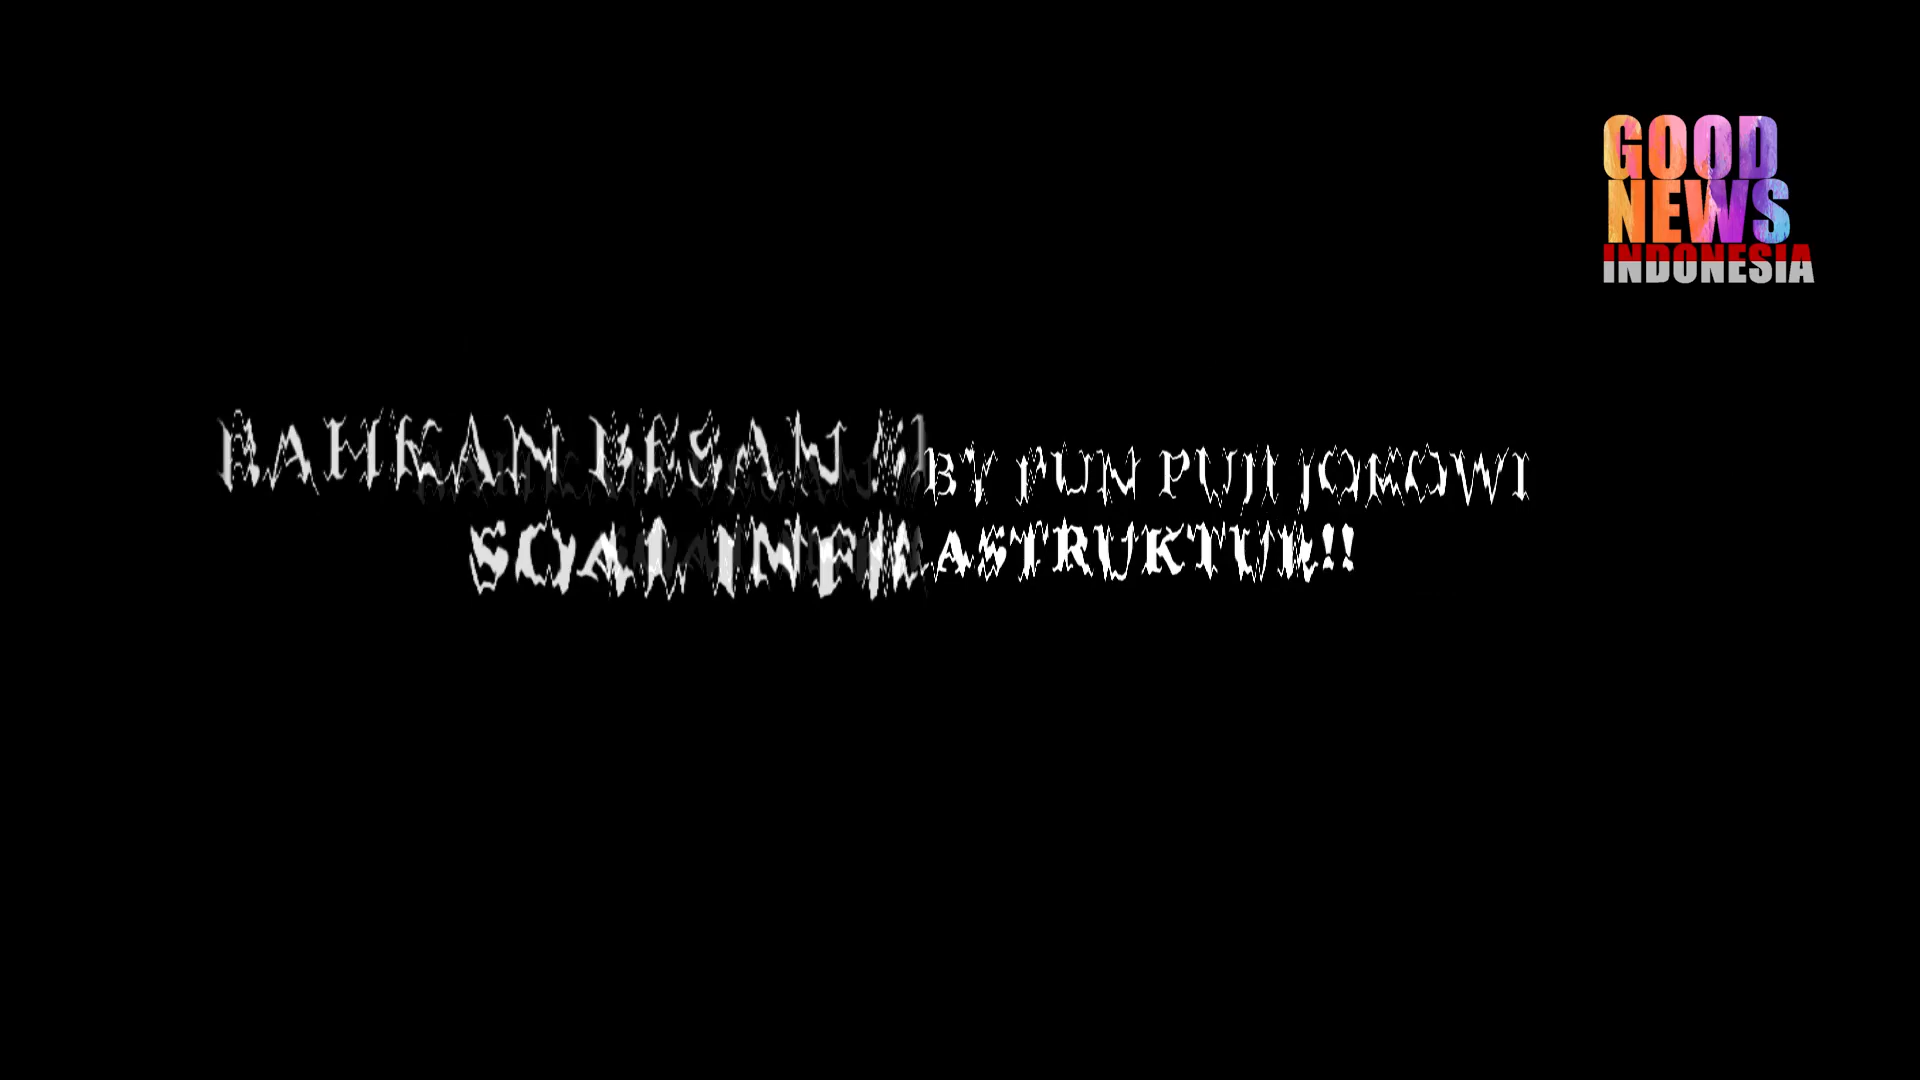 GOOD
NEWS
INDONESIA
BAHKAN BESAN SBY PUN PUJI JOKOWI
SOAL INFRASTRUKTUR!!